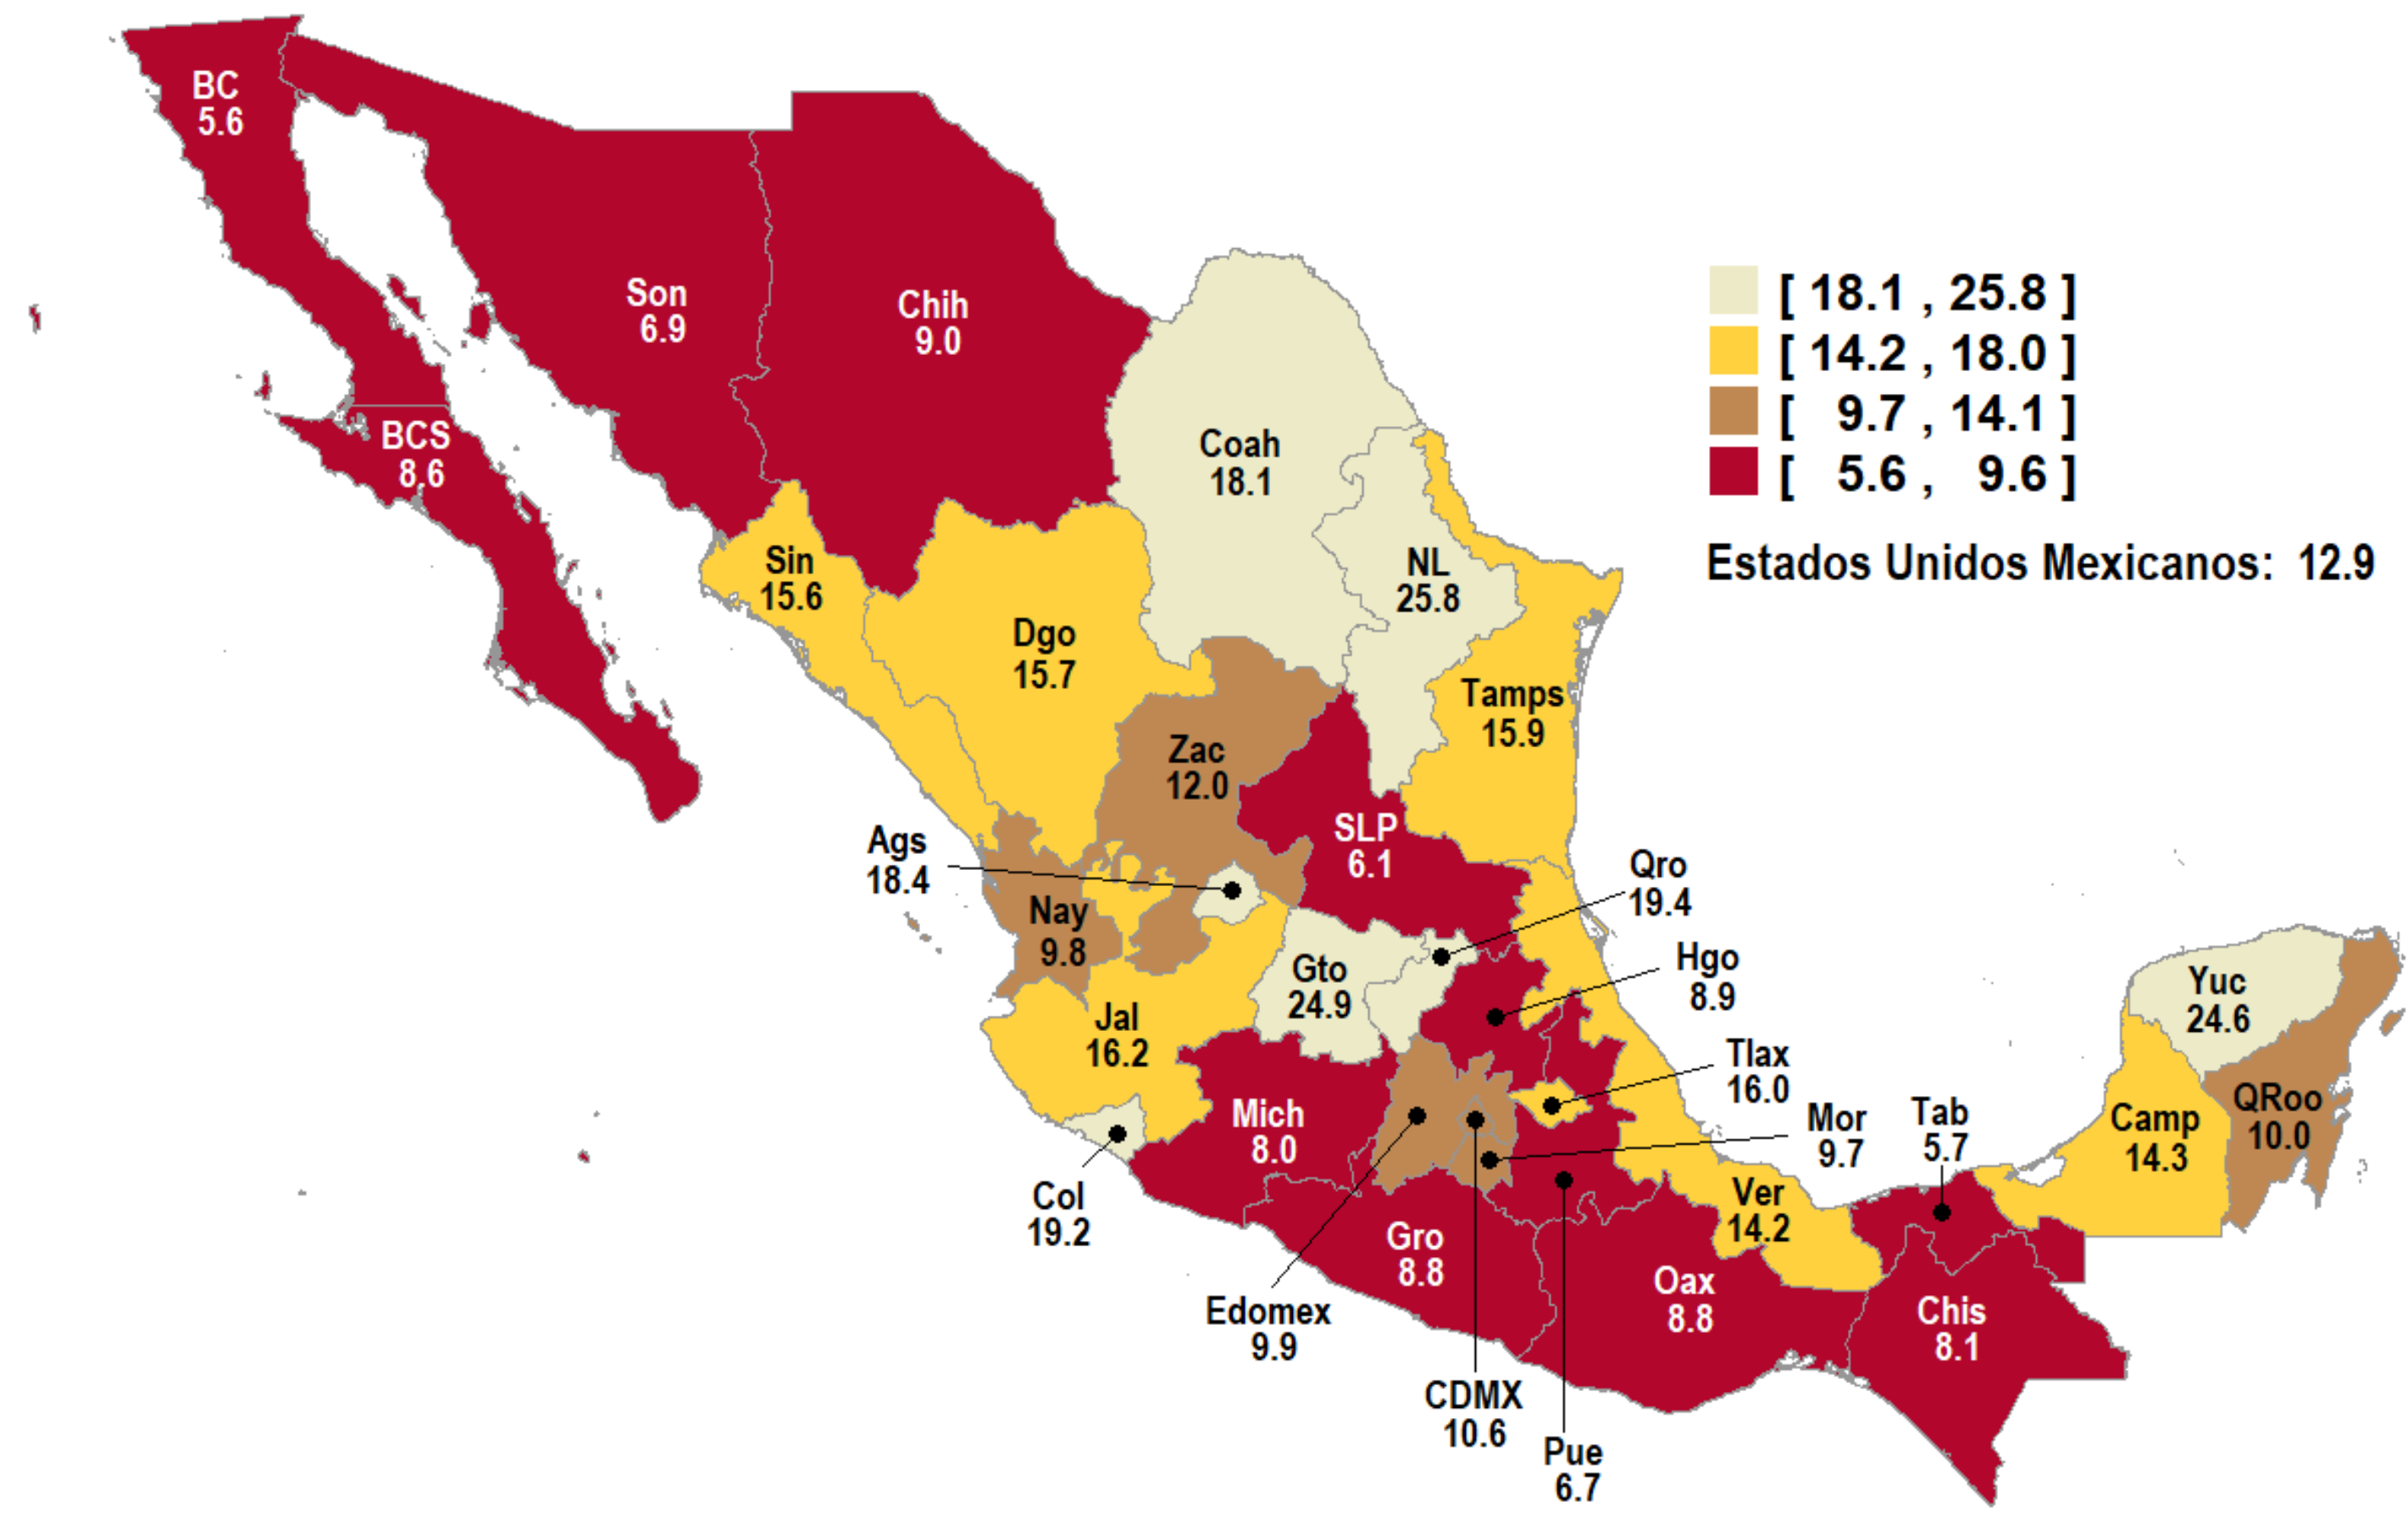 BC
5.6
Son
6.9
Chih
9.0
BCS
8.6
Coah
18.1
[ 18.1 , 25.8 ]
[ 14.2 , 18.0 ]
[ 9.7 , 14.1 ]
[ 5.6 , 9.6 ]
Estados Unidos Mexicanos: 12.9
Sin
15.6
NL
25.8
Dgo
15.7
Tamps
15.9
Zac
12.0
SLP
6.1
Ags
18.4
Qro
19.4
Nay
9.8
Gto
24.9
Hgo
8.9
Yuc
24.6
Jal
16.2
Tlax
16.0
Mich
8.0
Mor
9.7
Tab
5.7
Camp
14.3
QRoo
10.0
Col
19.2
Ver
14.2
Gro
8.8
Oax
8.8
Chis
8.1
Edomex
9.9
CDMX
10.6
Pue
6.7